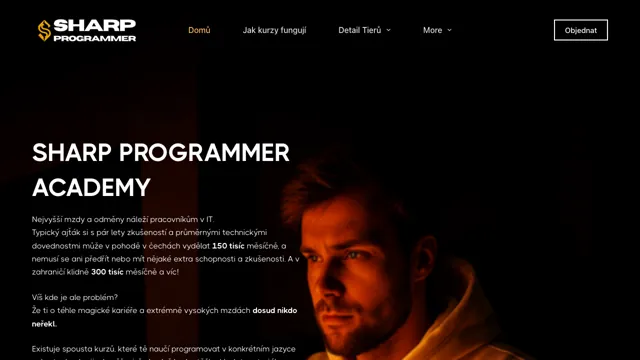 SHARP
PROGRAMMER
Domů
Jak kurzy fungují
Detail Tierů
More
Objednat
SHARP PROGRAMMER
ACADEMY
Nejvyšší mzdy a odměny náleží pracovníkům v IT.
Typický ajťák si s pár lety zkušeností a průměrnými technickými
dovednostmi může v pohodě v čechách vydělat 150 tisíc měsíčně, a
nemusí se ani předřít nebo mít nějaké extra schopnosti a zkušenosti. A v
zahraničí klidně 300 tisíc měsíčně a víc!
Víš kde je ale problém?
Že ti o téhle magické kariéře a extrémně vysokých mzdách dosud nikdo
neřekl.
Existuje spousta kurzů, které tě naučí programovat v konkrétním jazyce